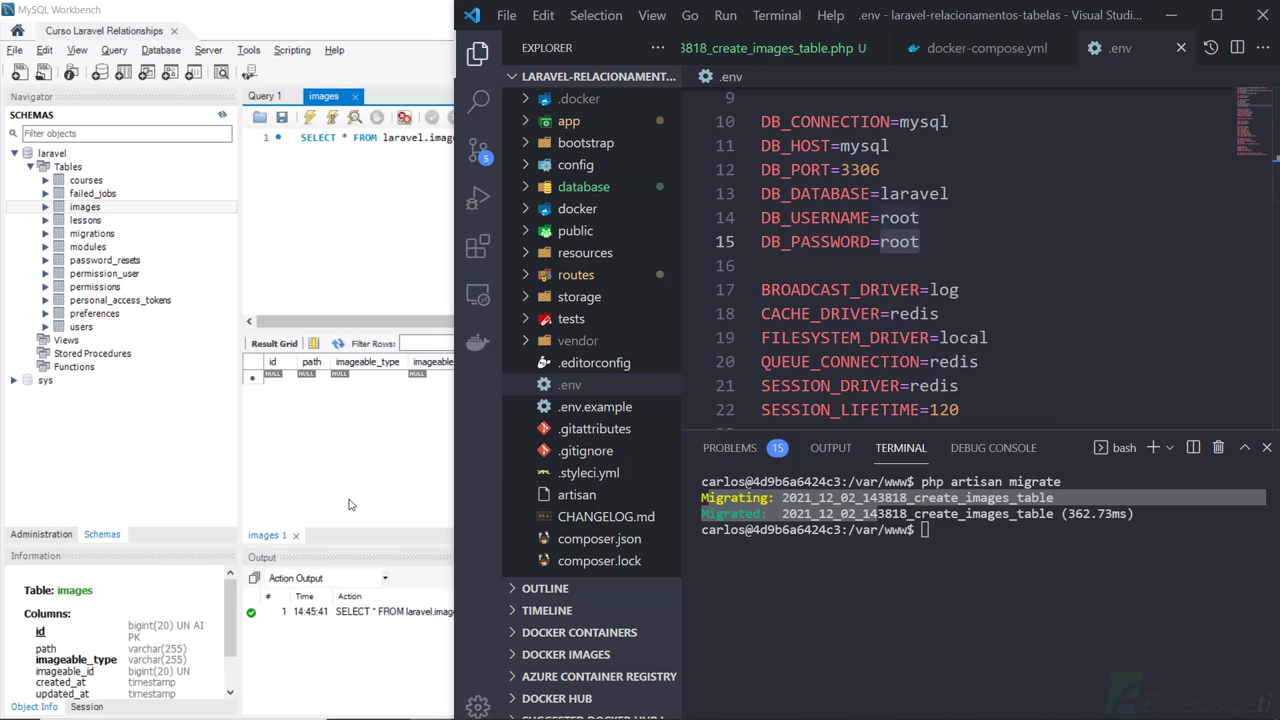 MySQL Workbench
Curso Laravel Relationships
File Edit View Query Database Server Tools Scripting Help
Navigator
SCHEMAS
Filter objects
laravel
Tables
courses
failed_jobs
images
lessons
migrations
modules
password_resets
permission_user
permissions
personal_access_tokens
preferences
users
Views
Stored Procedures
Functions
sys
Administration Schemas
Information
Table: images
Columns:
id bigint(20) UN AI PK
path varchar(255)
imageable_type varchar(255)
imageable_id bigint(20) UN
created_at timestamp
updated_at timestamp
Object Info Session
Query 1 images
1 SELECT * FROM laravel.imag
Result Grid Filter Rows:
id path imageable_type imageable
NULL NULL NULL NULL
images 1
Output
Action Output
# Time Action
1 14:45:41 SELECT * FROM laravel.imag
File Edit Selection View Go Run Terminal Help .env - laravel-relacionamentos-tabelas - Visual Studi...
EXPLORER
LARAVEL-RELACIONAMENT...
.docker
app
bootstrap
config
database
docker
public
resources
routes
storage
tests
vendor
.editorconfig
.env
.env.example
.gitattributes
.gitignore
.styleci.yml
artisan
CHANGELOG.md
composer.json
composer.lock
OUTLINE
TIMELINE
DOCKER CONTAINERS
DOCKER IMAGES
AZURE CONTAINER REGISTRY
DOCKER HUB
5
3818_create_images_table.php U docker-compose.yml .env
.env
9
10 DB_CONNECTION=mysql
11 DB_HOST=mysql
12 DB_PORT=3306
13 DB_DATABASE=laravel
14 DB_USERNAME=root
15 DB_PASSWORD=root
16
17 BROADCAST_DRIVER=log
18 CACHE_DRIVER=redis
19 FILESYSTEM_DRIVER=local
20 QUEUE_CONNECTION=redis
21 SESSION_DRIVER=redis
22 SESSION_LIFETIME=120
PROBLEMS 15 OUTPUT TERMINAL DEBUG CONSOLE bash
carlos@4d9b6a6424c3:/var/www$ php artisan migrate
Migrating: 2021_12_02_143818_create_images_table
Migrated: 2021_12_02_143818_create_images_table (362.73ms)
carlos@4d9b6a6424c3:/var/www$
EspecializaTi